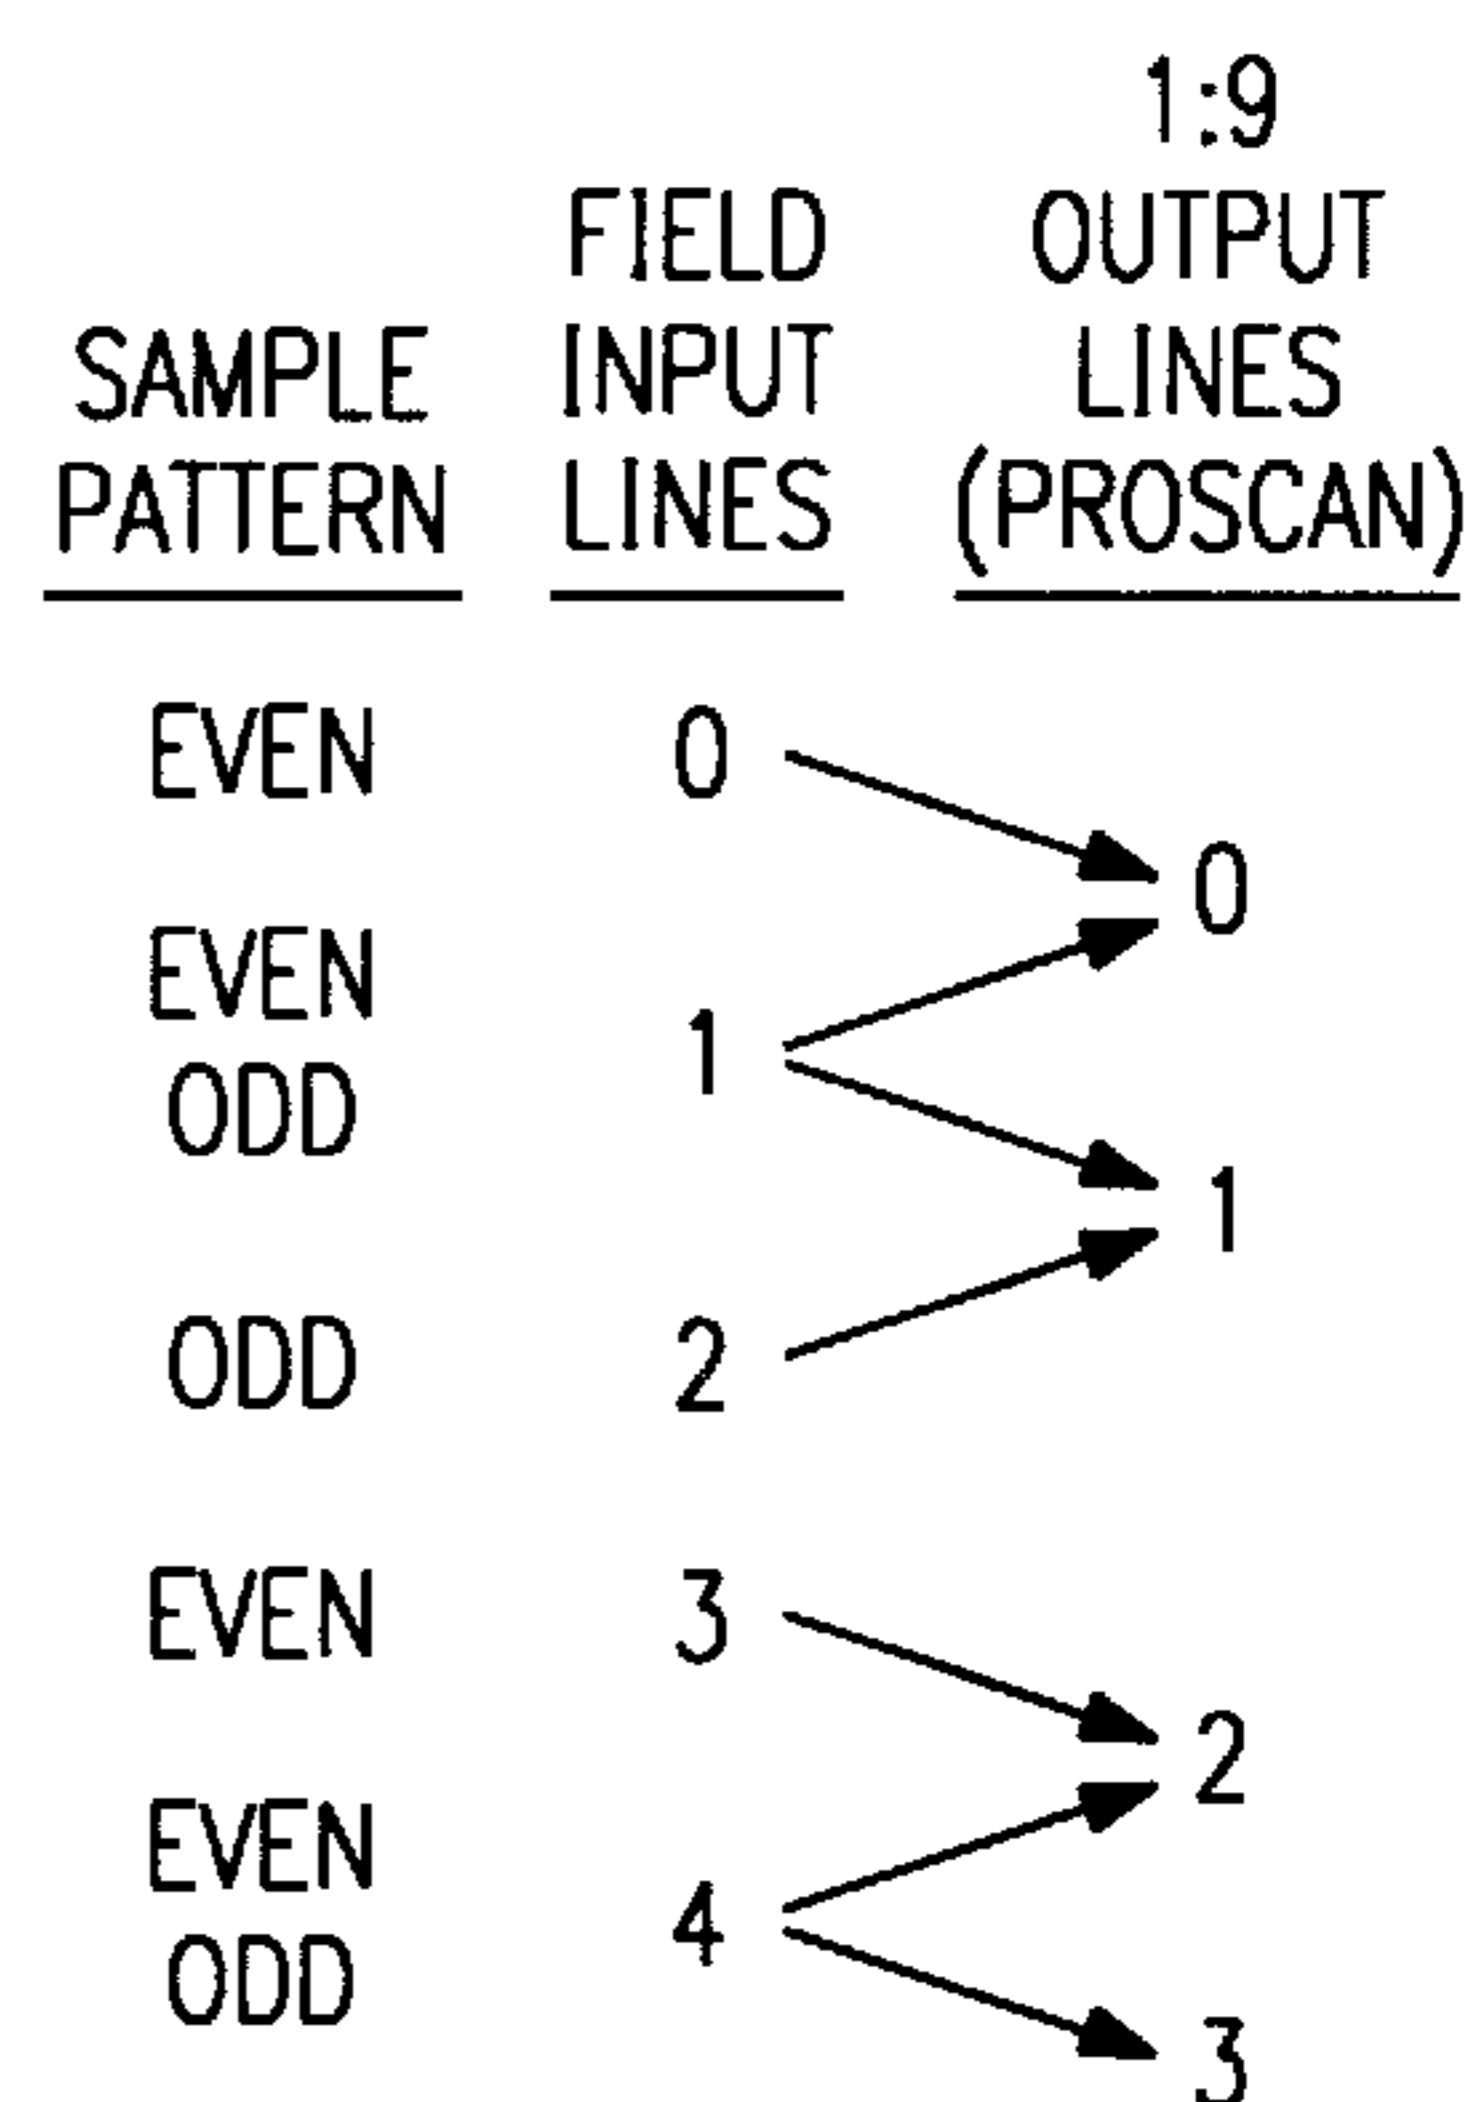 1:9
FIELD OUTPUT
SAMPLE INPUT LINES
PATTERN LINES (PROSCAN)
EVEN 0
0
EVEN
1
ODD
1
ODD 2
EVEN 3
2
EVEN
4
ODD
3